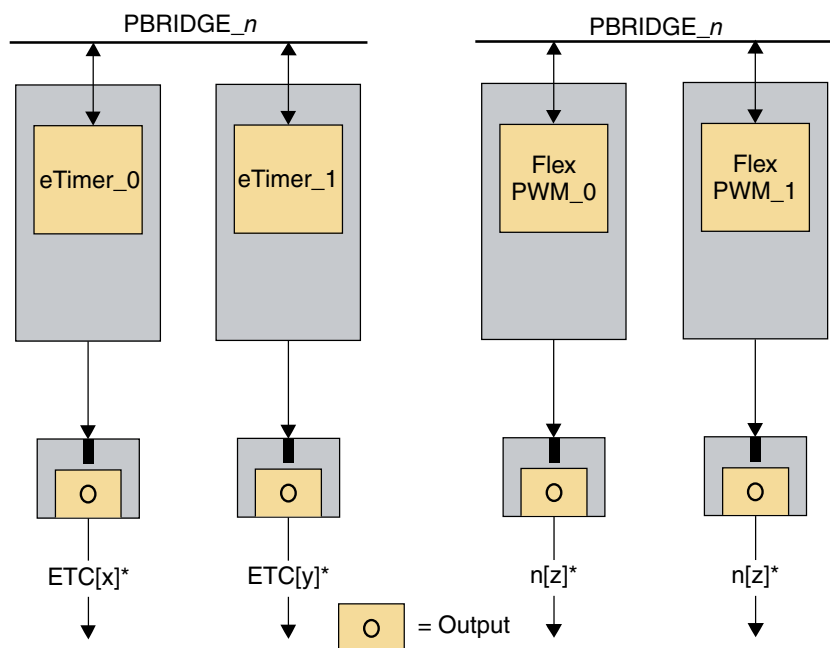 PBRIDGE_n
PBRIDGE_n
eTimer_0
eTimer_1
Flex
PWM_0
Flex
PWM_1
O
O
O
O
ETC[x]*
ETC[y]*
n[z]*
n[z]*
O = Output